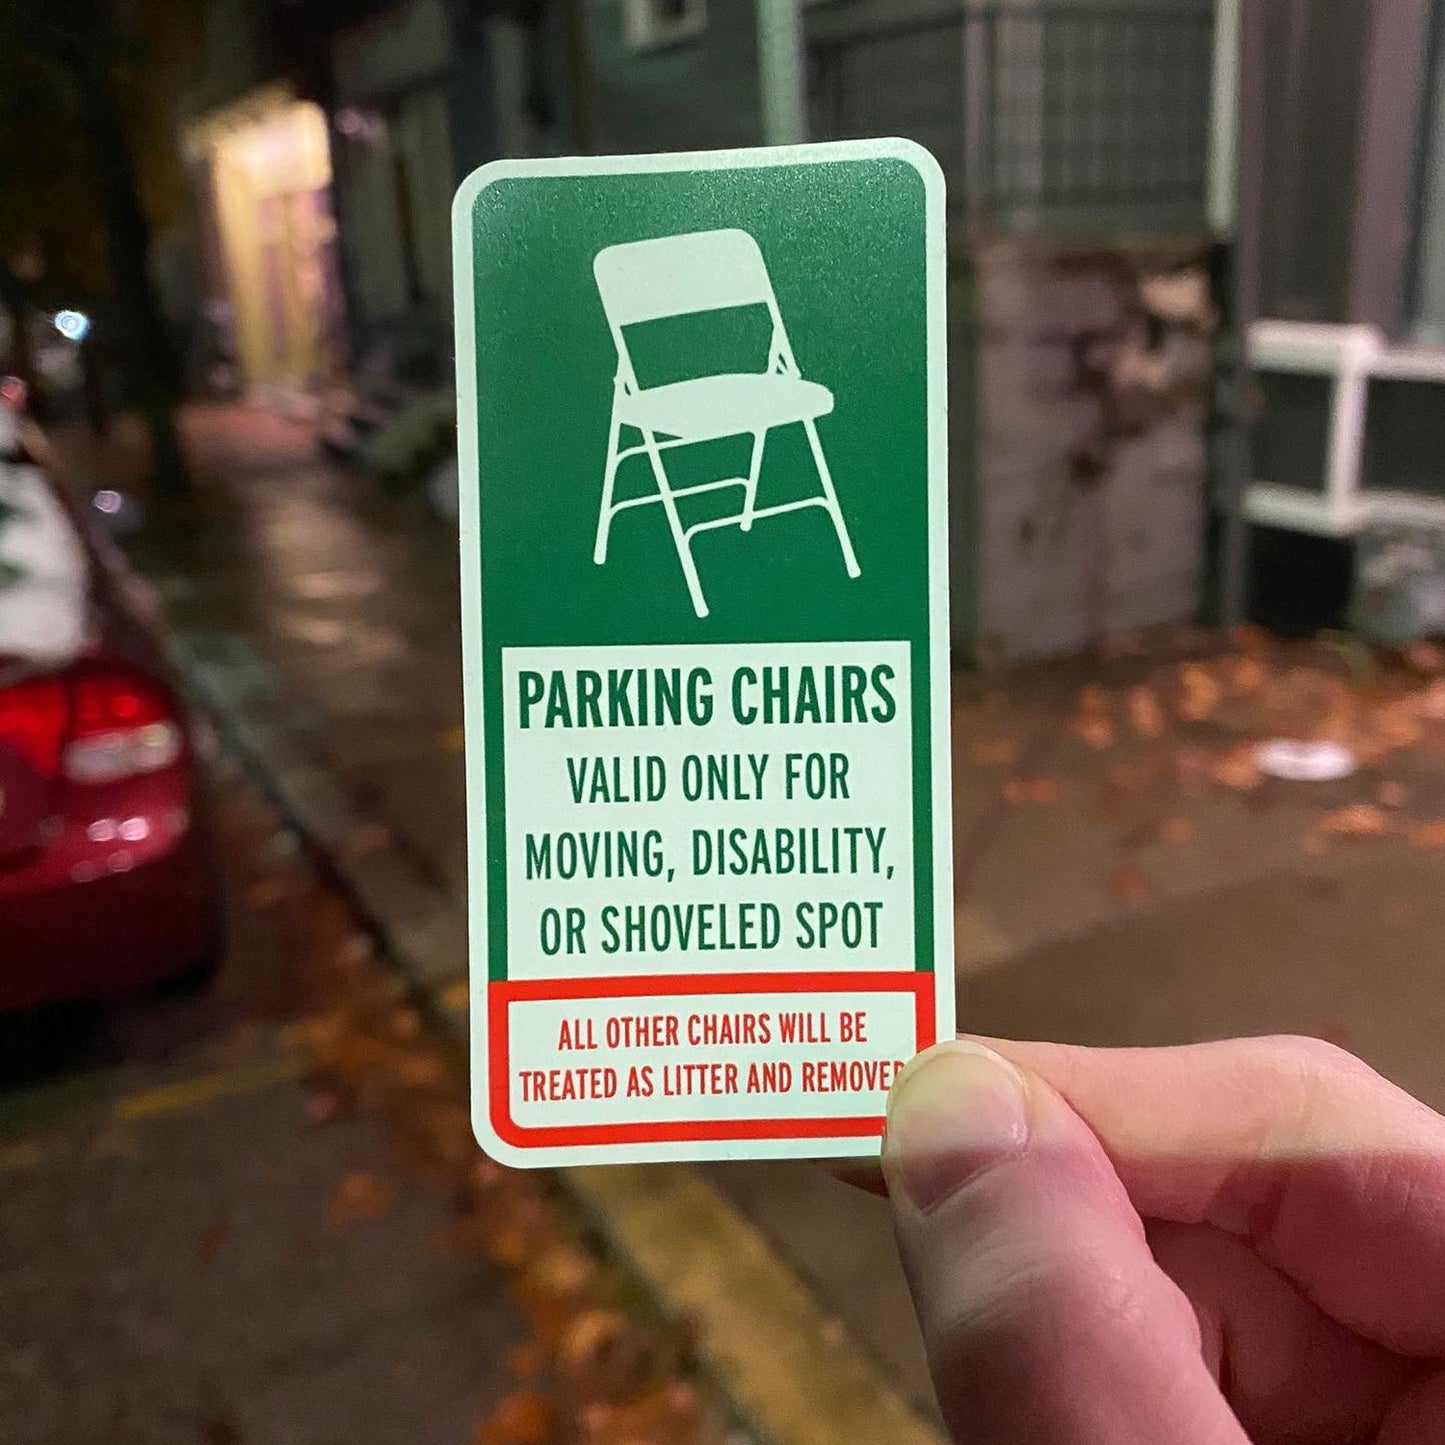 PARKING CHAIRS
VALID ONLY FOR
MOVING, DISABILITY,
OR SHOVELED SPOT
ALL OTHER CHAIRS WILL BE
TREATED AS LITTER AND REMOVED